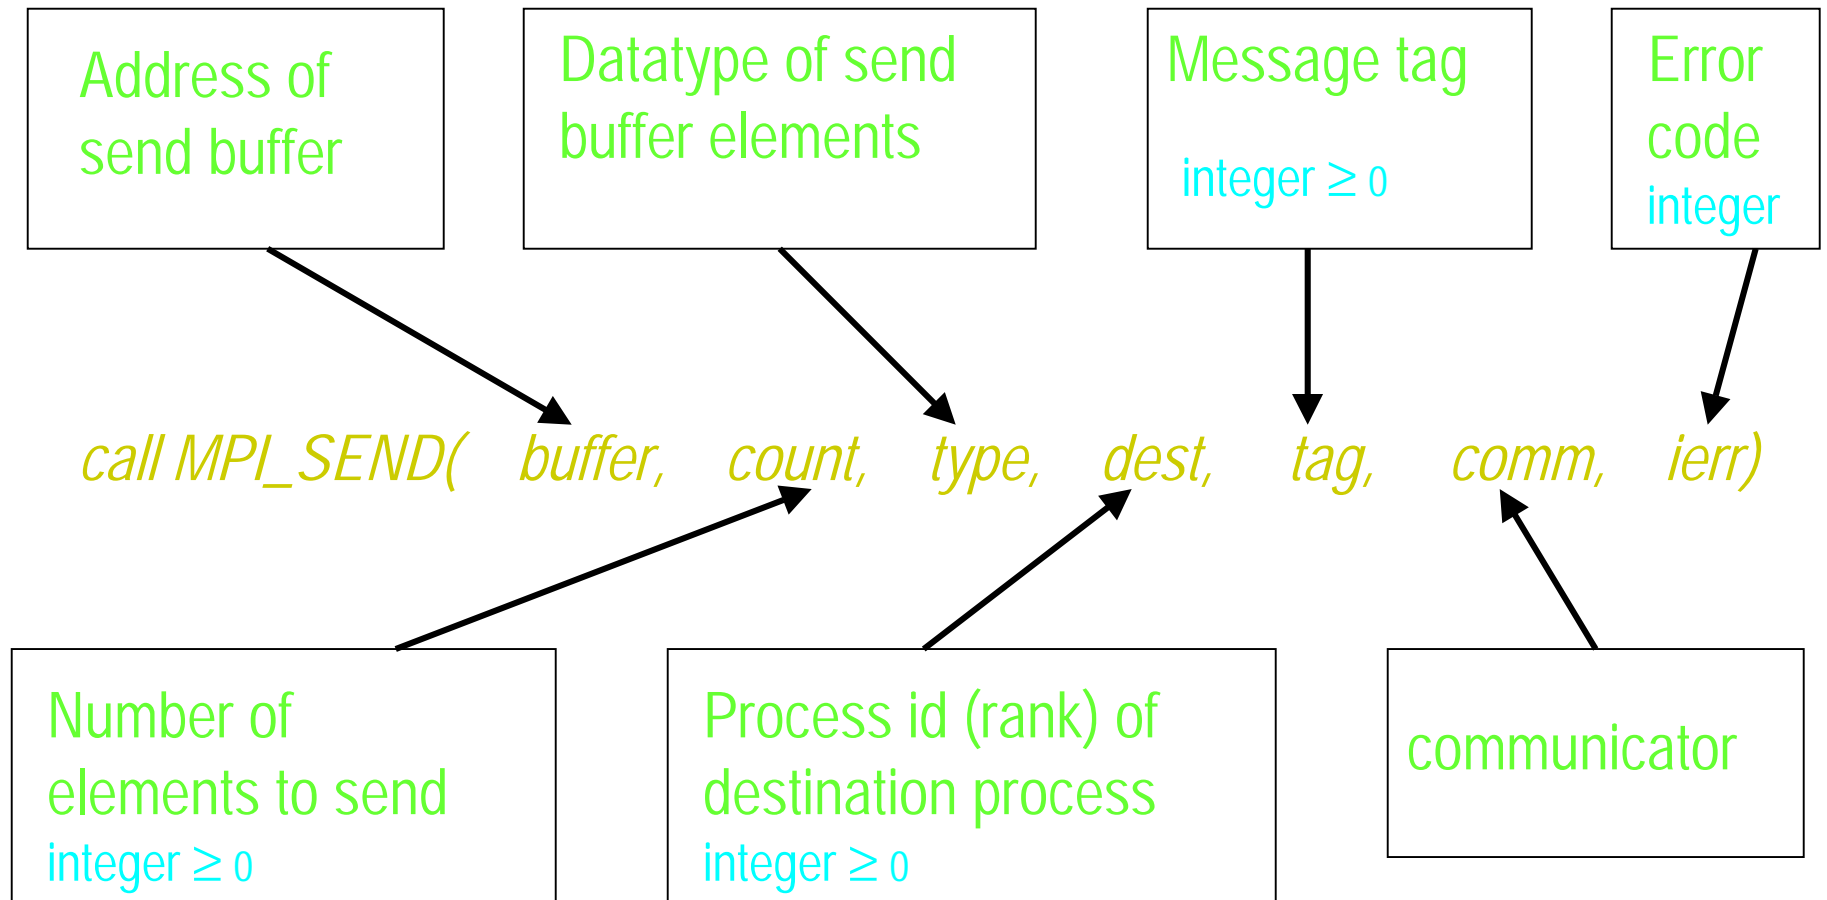 Address of
send buffer
Datatype of send
buffer elements
Message tag
integer ≥ 0
Error
code
integer
call MPI_SEND( buffer, count, type, dest, tag, comm, ierr)
Number of
elements to send
integer ≥ 0
Process id (rank) of
destination process
integer ≥ 0
communicator